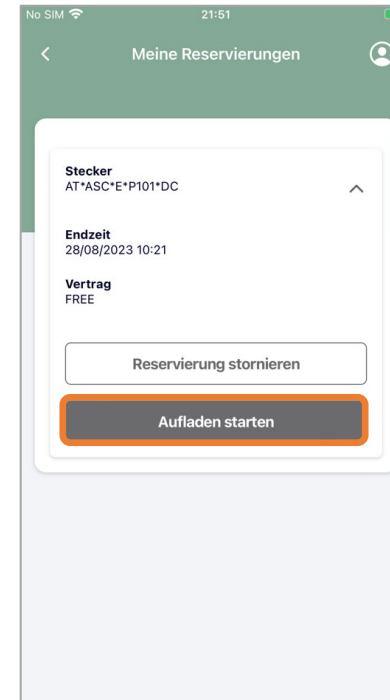 No SIM 21:51
Meine Reservierungen
Stecker
AT*ASC*E*P101*DC
Endzeit
28/08/2023 10:21
Vertrag
FREE
Reservierung stornieren
Aufladen starten